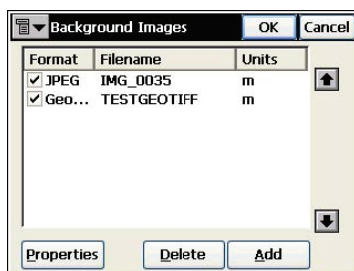 Background Images OK Cancel
Format Filename Units
JPEG IMG_0035 m
Geo... TESTGEOTIFF m
Properties Delete Add